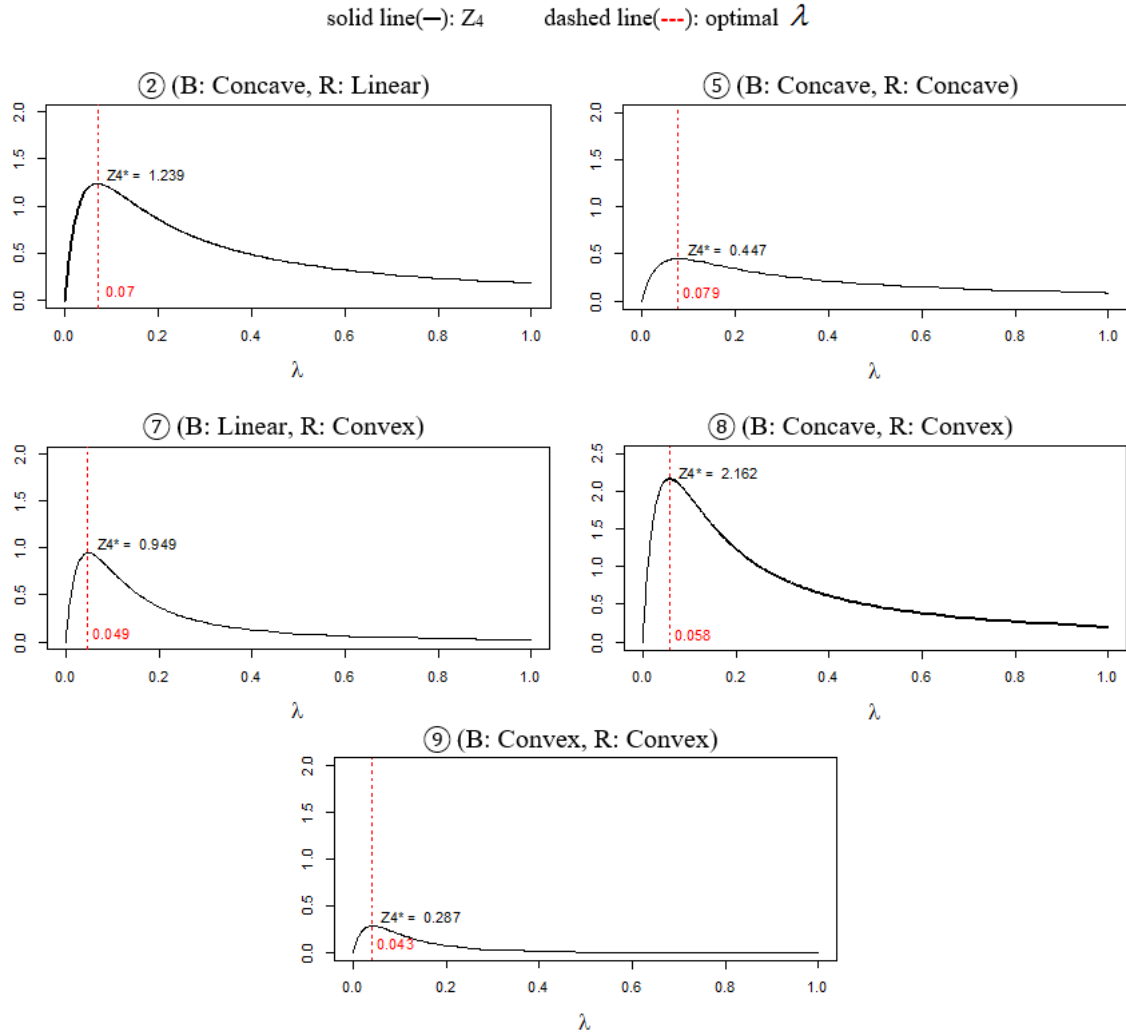 solid line(—): Z₄ dashed line(---): optimal λ
② (B: Concave, R: Linear)
2.0
1.5
1.0
0.5
0.0
Z4* = 1.239
0.07
0.0 0.2 0.4 0.6 0.8 1.0
λ
⑤ (B: Concave, R: Concave)
2.0
1.5
1.0
0.5
0.0
Z4* = 0.447
0.079
0.0 0.2 0.4 0.6 0.8 1.0
λ
⑦ (B: Linear, R: Convex)
2.0
1.5
1.0
0.5
0.0
Z4* = 0.949
0.049
0.0 0.2 0.4 0.6 0.8 1.0
λ
⑧ (B: Concave, R: Convex)
2.5
2.0
1.5
1.0
0.5
0.0
Z4* = 2.162
0.058
0.0 0.2 0.4 0.6 0.8 1.0
λ
⑨ (B: Convex, R: Convex)
2.0
1.5
1.0
0.5
0.0
Z4* = 0.287
0.043
0.0 0.2 0.4 0.6 0.8 1.0
λ